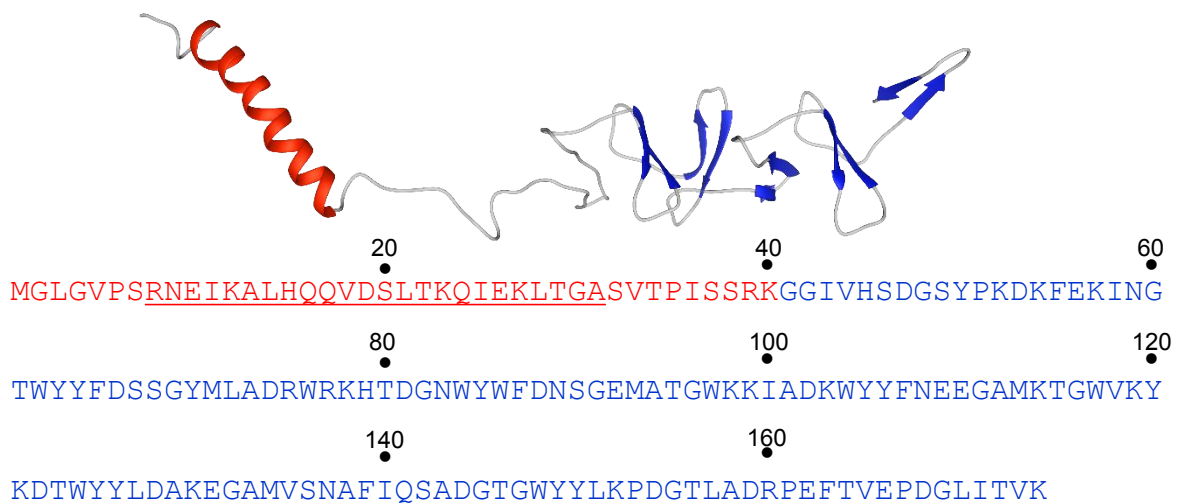 20 40 60
MGLGVPSRNEIKALHQQVDSLTKQIEKLTGASVTPISSRKGGIVHSDGSYPKDKFEKING
80 100 120
TWYYFDSSGYMLADRWRKHTDGNWYWFDNSGEMATGWKKIADKWYYFNEEGAMKTGWVKY
140 160
KDTWYYLDAKEGAMVSNAFIQSADGTGWYYLKPDGTLADRPEFTVEPDGLITVK